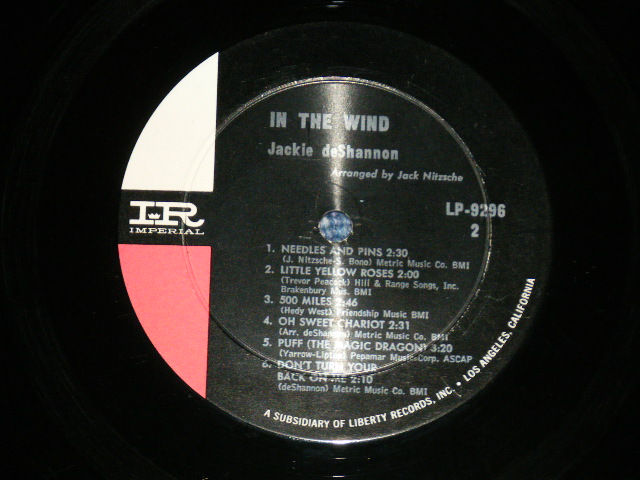 IN THE WIND
Jackie deShannon
Arranged by Jack Nitzsche
LP-9296
2
IR
IMPERIAL
1. NEEDLES AND PINS 2:30
(J. Nitzsche-S. Bono) Metric Music Co. BMI
2. LITTLE YELLOW ROSES 2:00
(Trevor Peacock) Hill & Range Songs, Inc.
Brakenbury Mus. BMI
3. 500 MILES 2:46
(Hedy West) Friendship Music BMI
4. OH SWEET CHARIOT 2:31
(Arr. deShannon) Metric Music Co. BMI
5. PUFF (THE MAGIC DRAGON) 3:20
(Yarrow-Lipton) Pepamar Music Corp. ASCAP
6. DON'T TURN YOUR
BACK ON ME 2:10
(deShannon) Metric Music Co. BMI
A SUBSIDIARY OF LIBERTY RECORDS, INC. • LOS ANGELES, CALIFORNIA